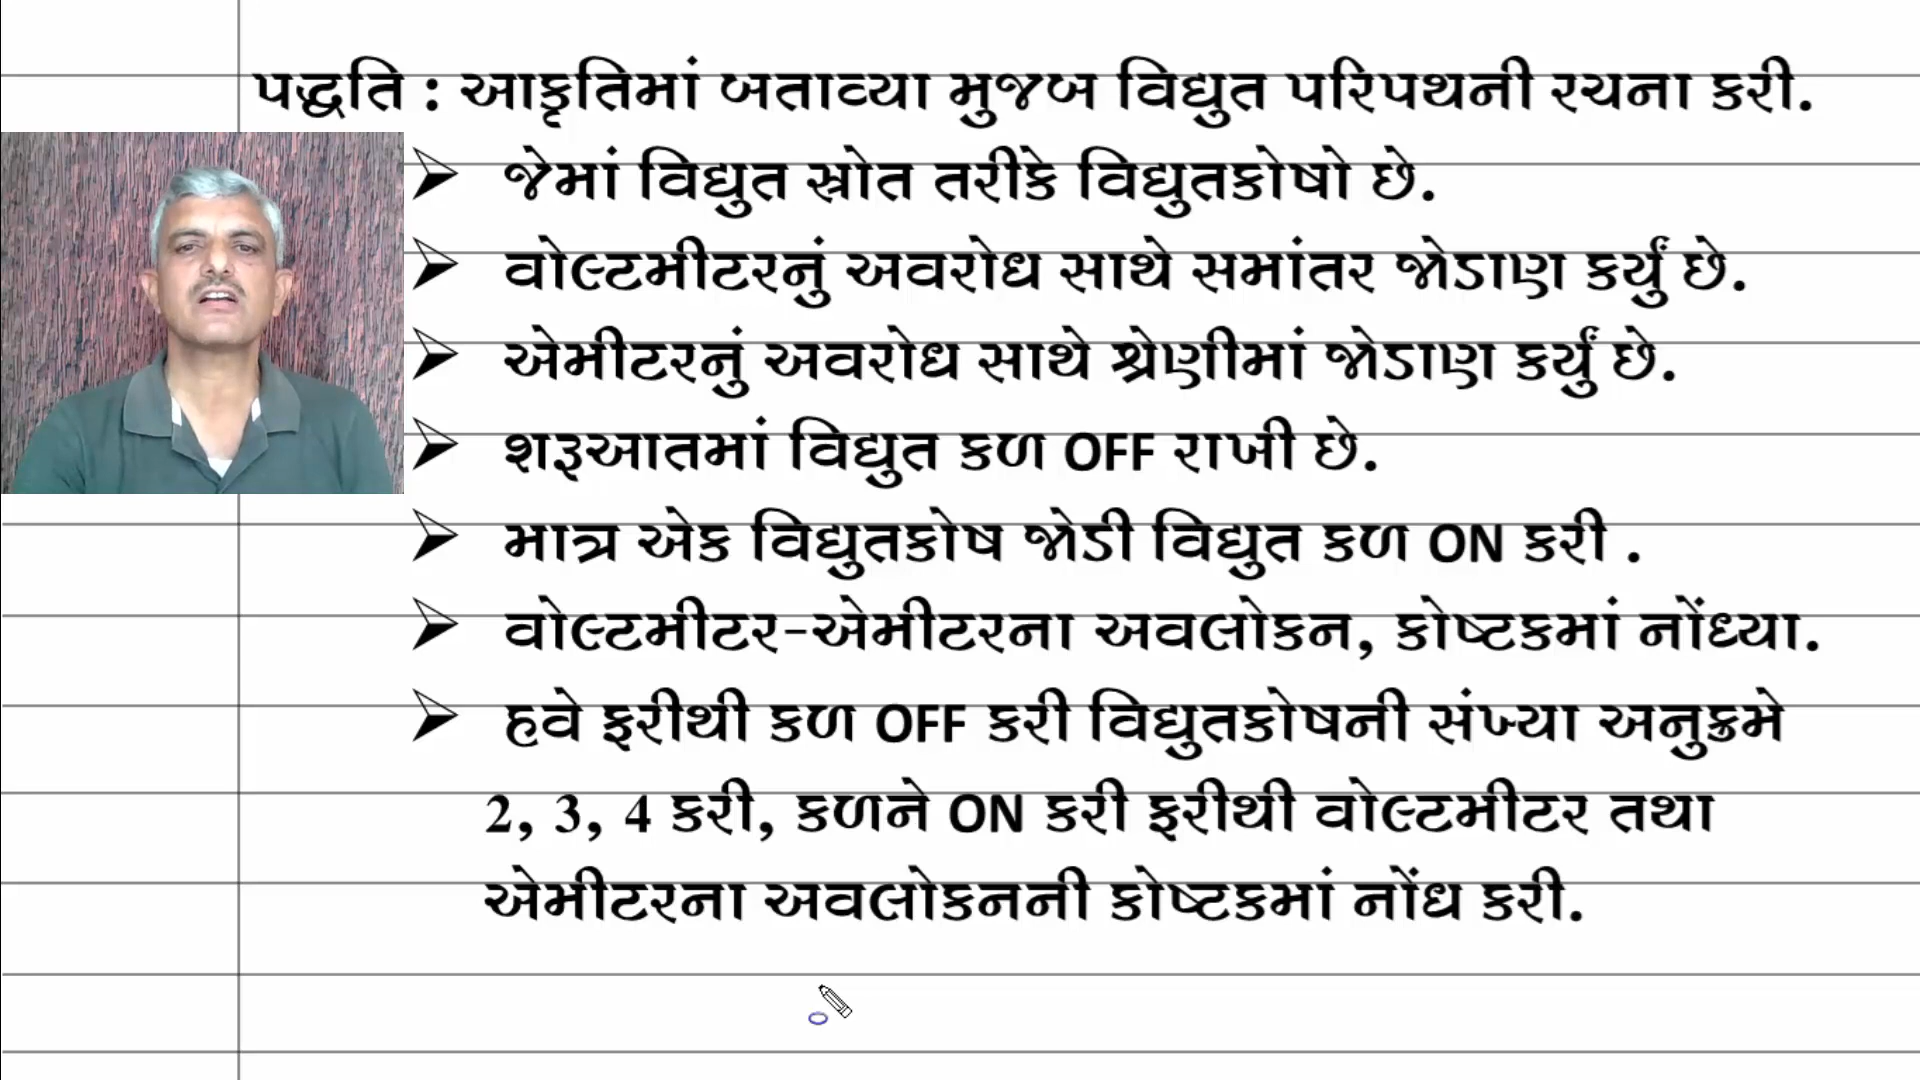 પદ્ધતિ : આકૃતિમાં બતાવ્યા મુજબ વિદ્યુત પરિપથની રચના કરી.
➢ જેમાં વિદ્યુત સ્રોત તરીકે વિદ્યુતકોષો છે.
➢ વોલ્ટમીટરનું અવરોધ સાથે સમાંતર જોડાણ કર્યું છે.
➢ એમીટરનું અવરોધ સાથે શ્રેણીમાં જોડાણ કર્યું છે.
➢ શરૂઆતમાં વિદ્યુત કળ OFF રાખી છે.
➢ માત્ર એક વિદ્યુતકોષ જોડી વિદ્યુત કળ ON કરી .
➢ વોલ્ટમીટર-એમીટરના અવલોકન, કોષ્ટકમાં નોંધ્યા.
➢ હવે ફરીથી કળ OFF કરી વિદ્યુતકોષની સંખ્યા અનુક્રમે
2, 3, 4 કરી, કળને ON કરી ફરીથી વોલ્ટમીટર તથા
એમીટરના અવલોકનની કોષ્ટકમાં નોંધ કરી.